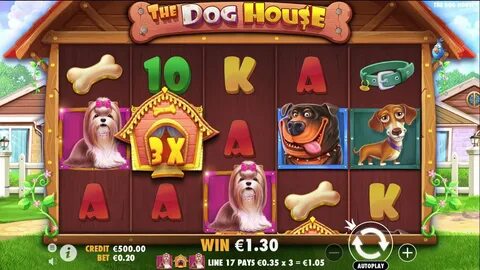 THE DOG HOUSE
THE DOG HOUSE
10 K A
3X A
A A A K
CREDIT €500.00
BET €0.20
WIN €1.30
LINE 17 PAYS €0.35 x 3 = €1.05
AUTOPLAY